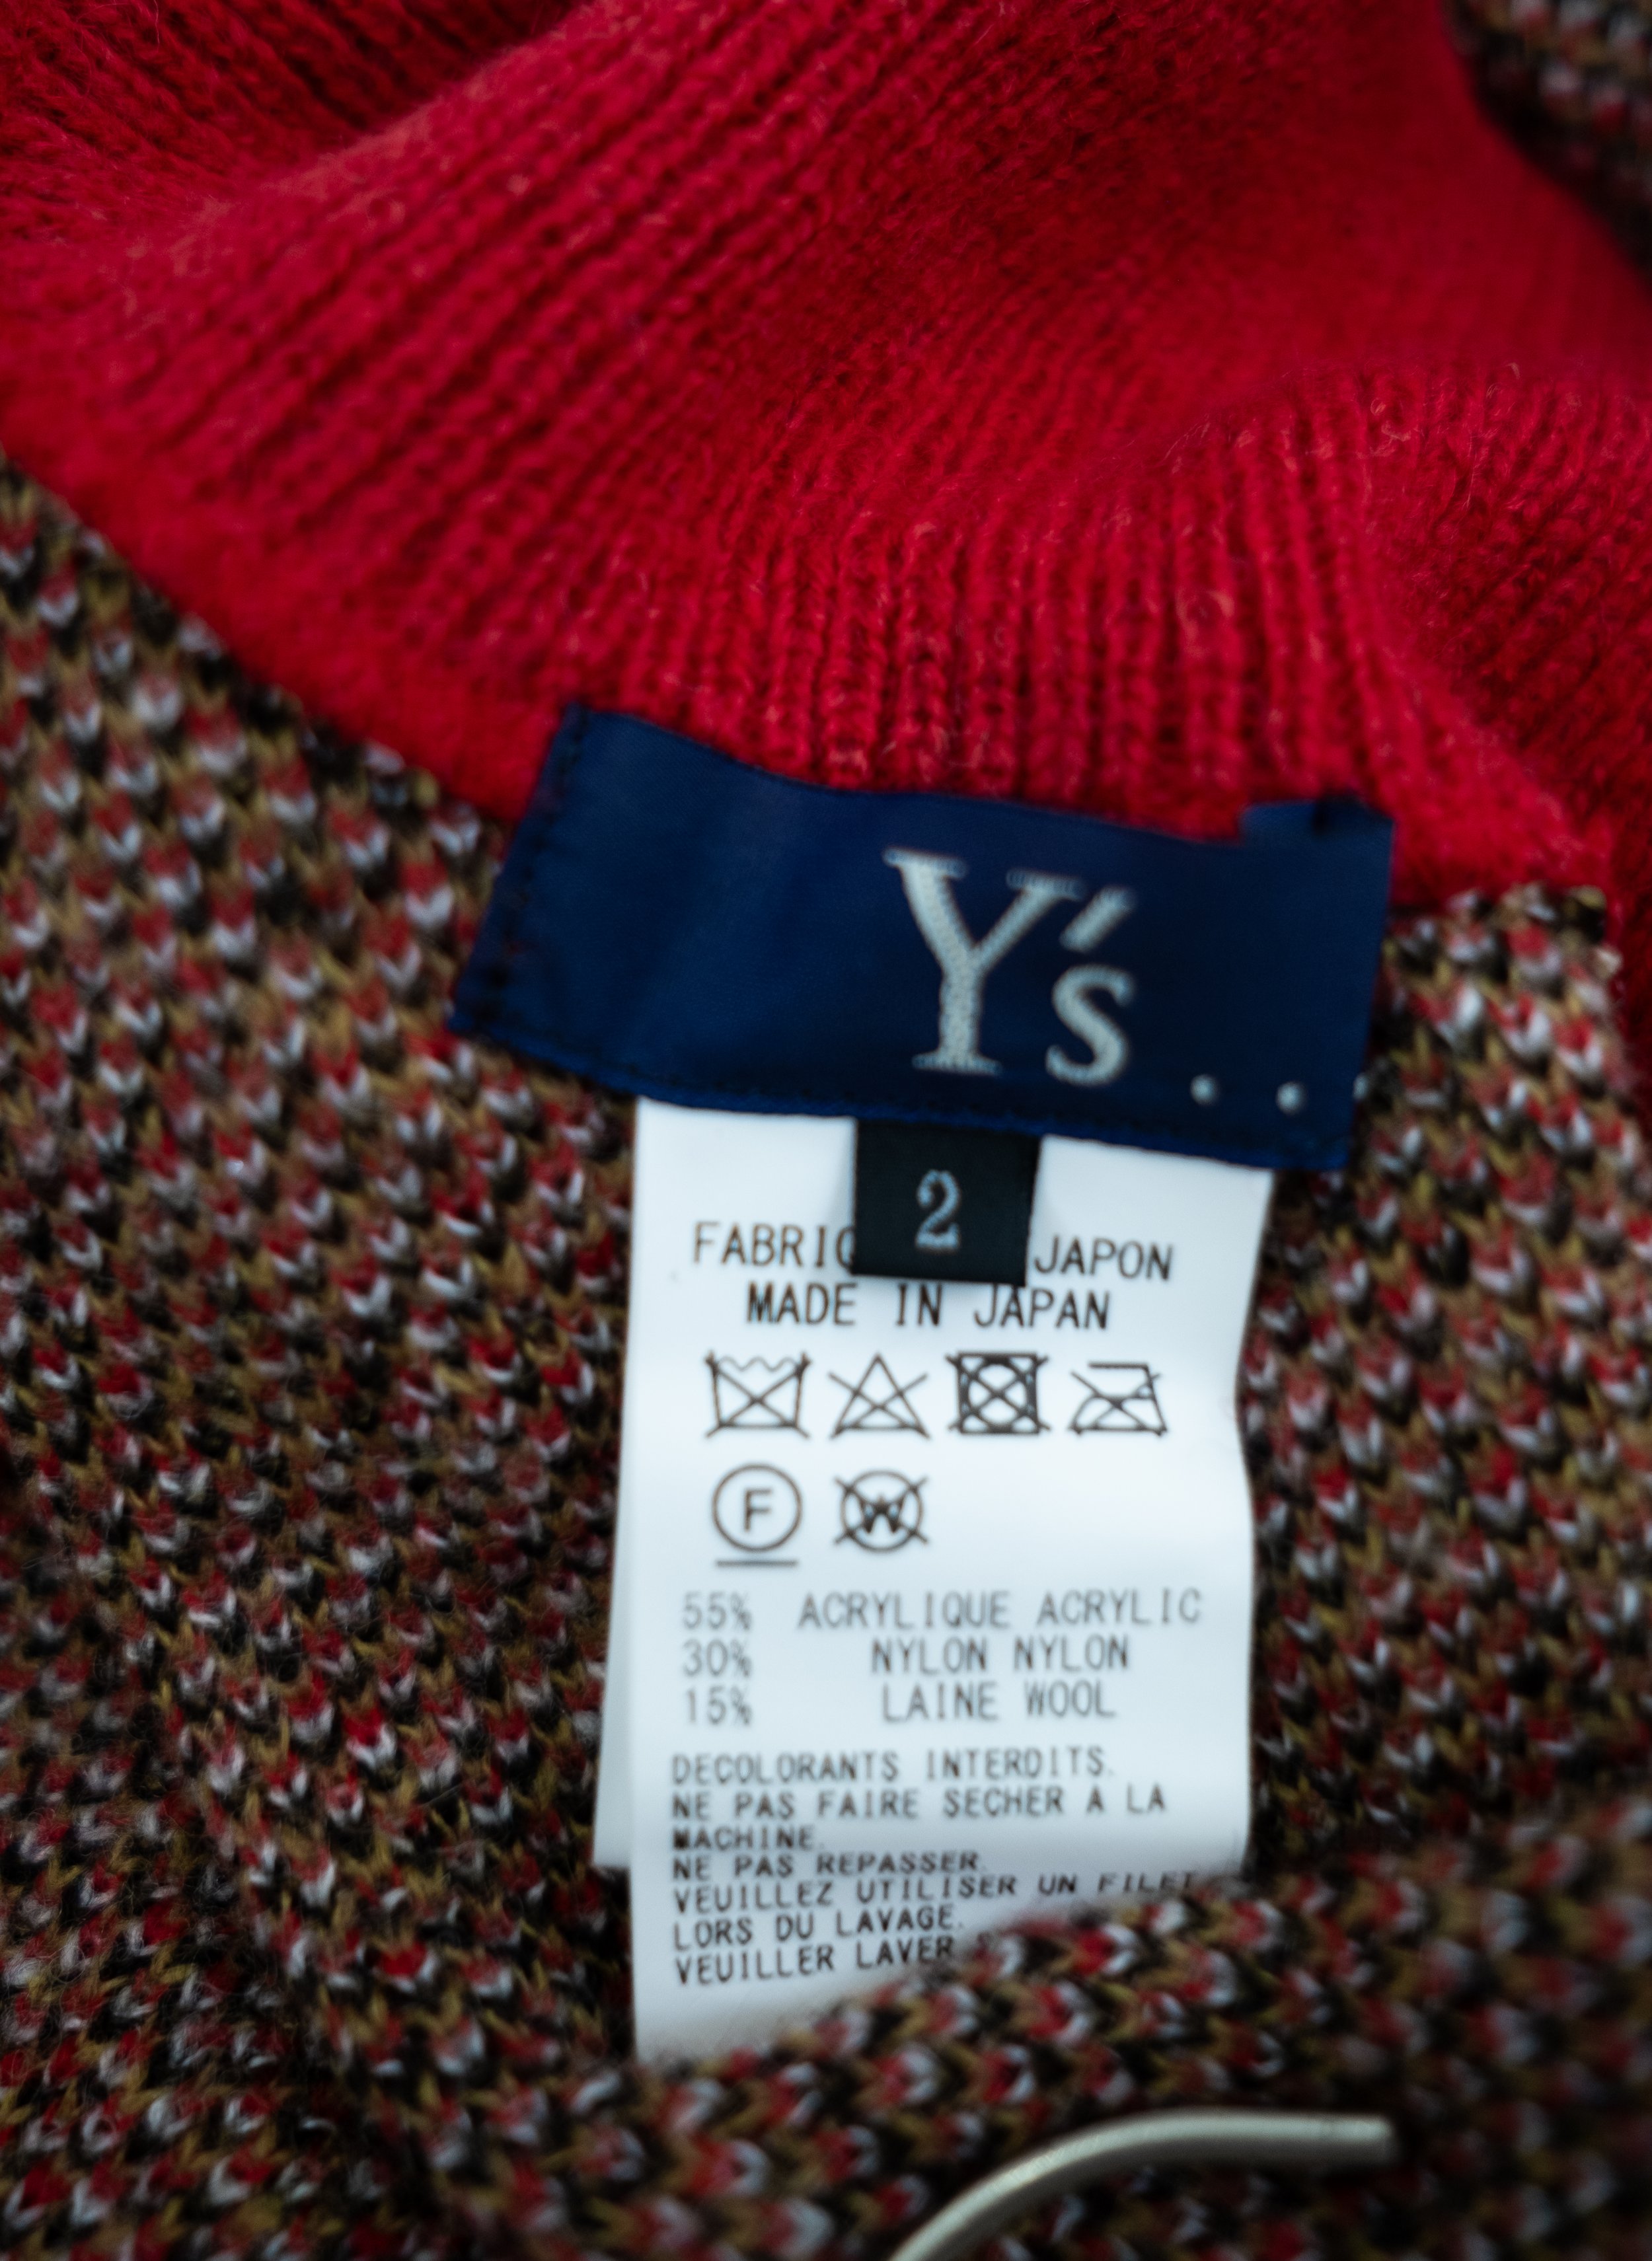 Y's..
2
FABRIQ JAPON
MADE IN JAPAN
F
W
55% ACRYLIQUE ACRYLIC
30% NYLON NYLON
15% LAINE WOOL
DECOLORANTS INTERDITS.
NE PAS FAIRE SECHER A LA
MACHINE.
NE PAS REPASSER.
VEUILLEZ UTILISER UN FILET
LORS DU LAVAGE.
VEUILLER LAVER